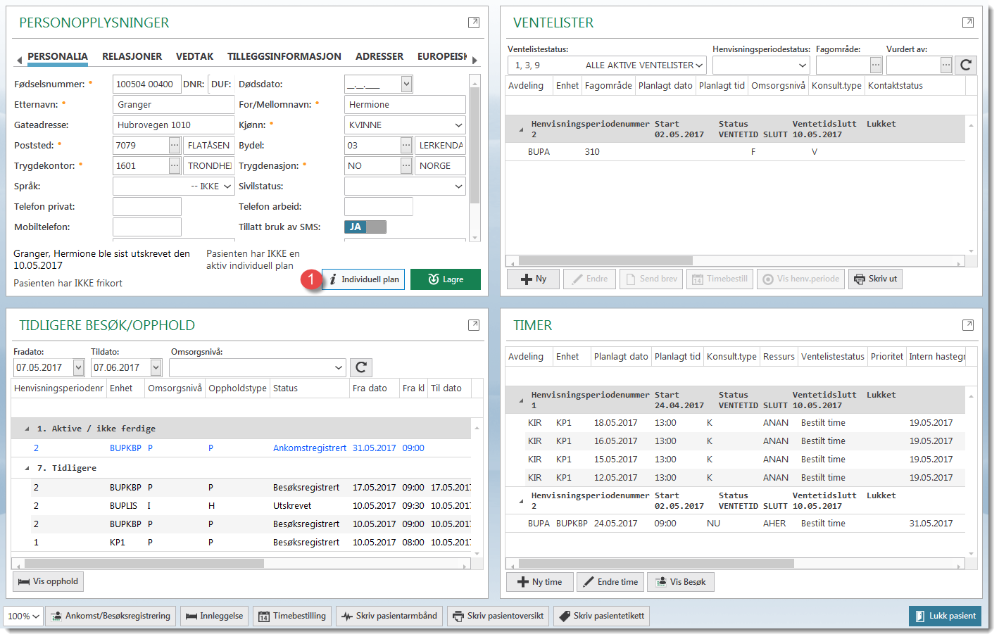 PERSONOPPLYSNINGER
PERSONALIA RELASJONER VEDTAK TILLEGGSINFORMASJON ADRESSER EUROPEISK
Fødselsnummer: * 100504 00400 DNR: DUF: Dødsdato: __.__.____
Etternavn: * Granger For/Mellomnavn: * Hermione
Gateadresse: Hubrovegen 1010 Kjønn: * KVINNE
Poststed: * 7079 ... FLATÅSEN Bydel: 03 ... LERKENDA
Trygdekontor: * 1601 ... TRONDHEI Trygdenasjon: * NO ... NORGE
Språk: -- IKKE Sivilstatus:
Telefon privat: Telefon arbeid:
Mobiltelefon: Tillatt bruk av SMS: JA
Granger, Hermione ble sist utskrevet den
10.05.2017
Pasienten har IKKE en
aktiv individuell plan
Pasienten har IKKE frikort
1 i Individuell plan Lagre
VENTELISTER
Ventelistestatus: Henvisningsperiodestatus: Fagområde: Vurdert av:
1, 3, 9 ALLE AKTIVE VENTELISTER ... ...
Avdeling Enhet Fagområde Planlagt dato Planlagt tid Omsorgsnivå Konsult.type Kontaktstatus
Henvisningsperiodenummer Start Status Ventetidslutt Lukket
2 02.05.2017 VENTETID SLUTT 10.05.2017
BUPA 310 F V
Ny Endre Send brev 14 Timebestill Vis henv.periode Skriv ut
TIDLIGERE BESØK/OPPHOLD
Fradato: Tildato: Omsorgsnivå:
07.05.2017 07.06.2017
Henvisningsperiodenr Enhet Omsorgsnivå Oppholdstype Status Fra dato Fra kl Til dato
1. Aktive / ikke ferdige
2 BUPKBP P P Ankomstregistrert 31.05.2017 09:00
7. Tidligere
2 BUPKBP P P Besøksregistrert 17.05.2017 09:00 17.05.2017
2 BUPLIS I H Utskrevet 10.05.2017 09:30 10.05.2017
2 BUPKBP P P Besøksregistrert 10.05.2017 09:00 10.05.2017
1 KP1 P P Besøksregistrert 10.05.2017 08:00 10.05.2017
Vis opphold
TIMER
Avdeling Enhet Planlagt dato Planlagt tid Konsult.type Ressurs Ventelistestatus Prioritet Intern hastegr
Henvisningsperiodenummer Start Status Ventetidslutt Lukket
1 24.04.2017 VENTETID SLUTT 10.05.2017
KIR KP1 18.05.2017 13:00 K ANAN Bestilt time 19.05.2017
KIR KP1 16.05.2017 13:00 K ANAN Bestilt time 19.05.2017
KIR KP1 15.05.2017 13:00 K ANAN Bestilt time 19.05.2017
KIR KP1 12.05.2017 13:00 K ANAN Bestilt time 19.05.2017
Henvisningsperiodenummer Start Status Ventetidslutt Lukket
2 02.05.2017 VENTETID SLUTT 10.05.2017
BUPA BUPKBP 24.05.2017 09:00 NU AHER Bestilt time 31.05.2017
Ny time Endre time Vis Besøk
100% Ankomst/Besøksregistrering Innleggelse 14 Timebestilling Skriv pasientarmbånd Skriv pasientoversikt Skriv pasientetikett Lukk pasient